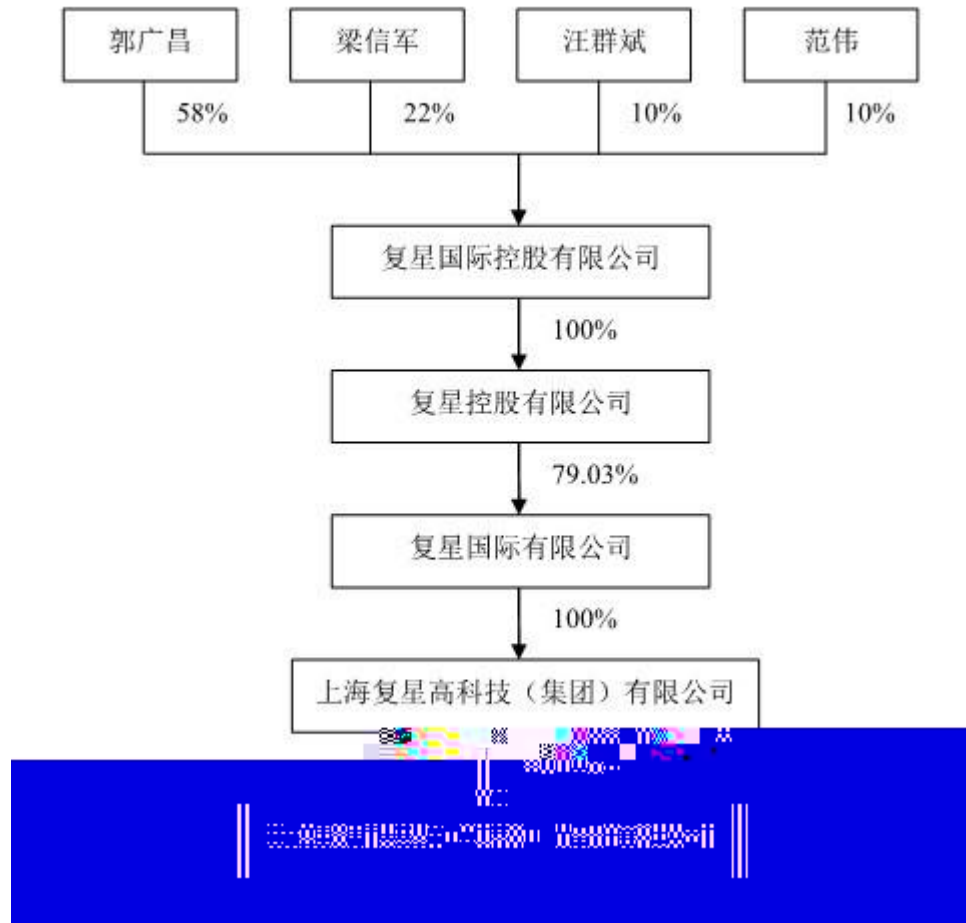 郭广昌
梁信军
汪群斌
范伟
58%
22%
10%
10%
复星国际控股有限公司
100%
复星控股有限公司
79.03%
复星国际有限公司
100%
上海复星高科技（集团）有限公司